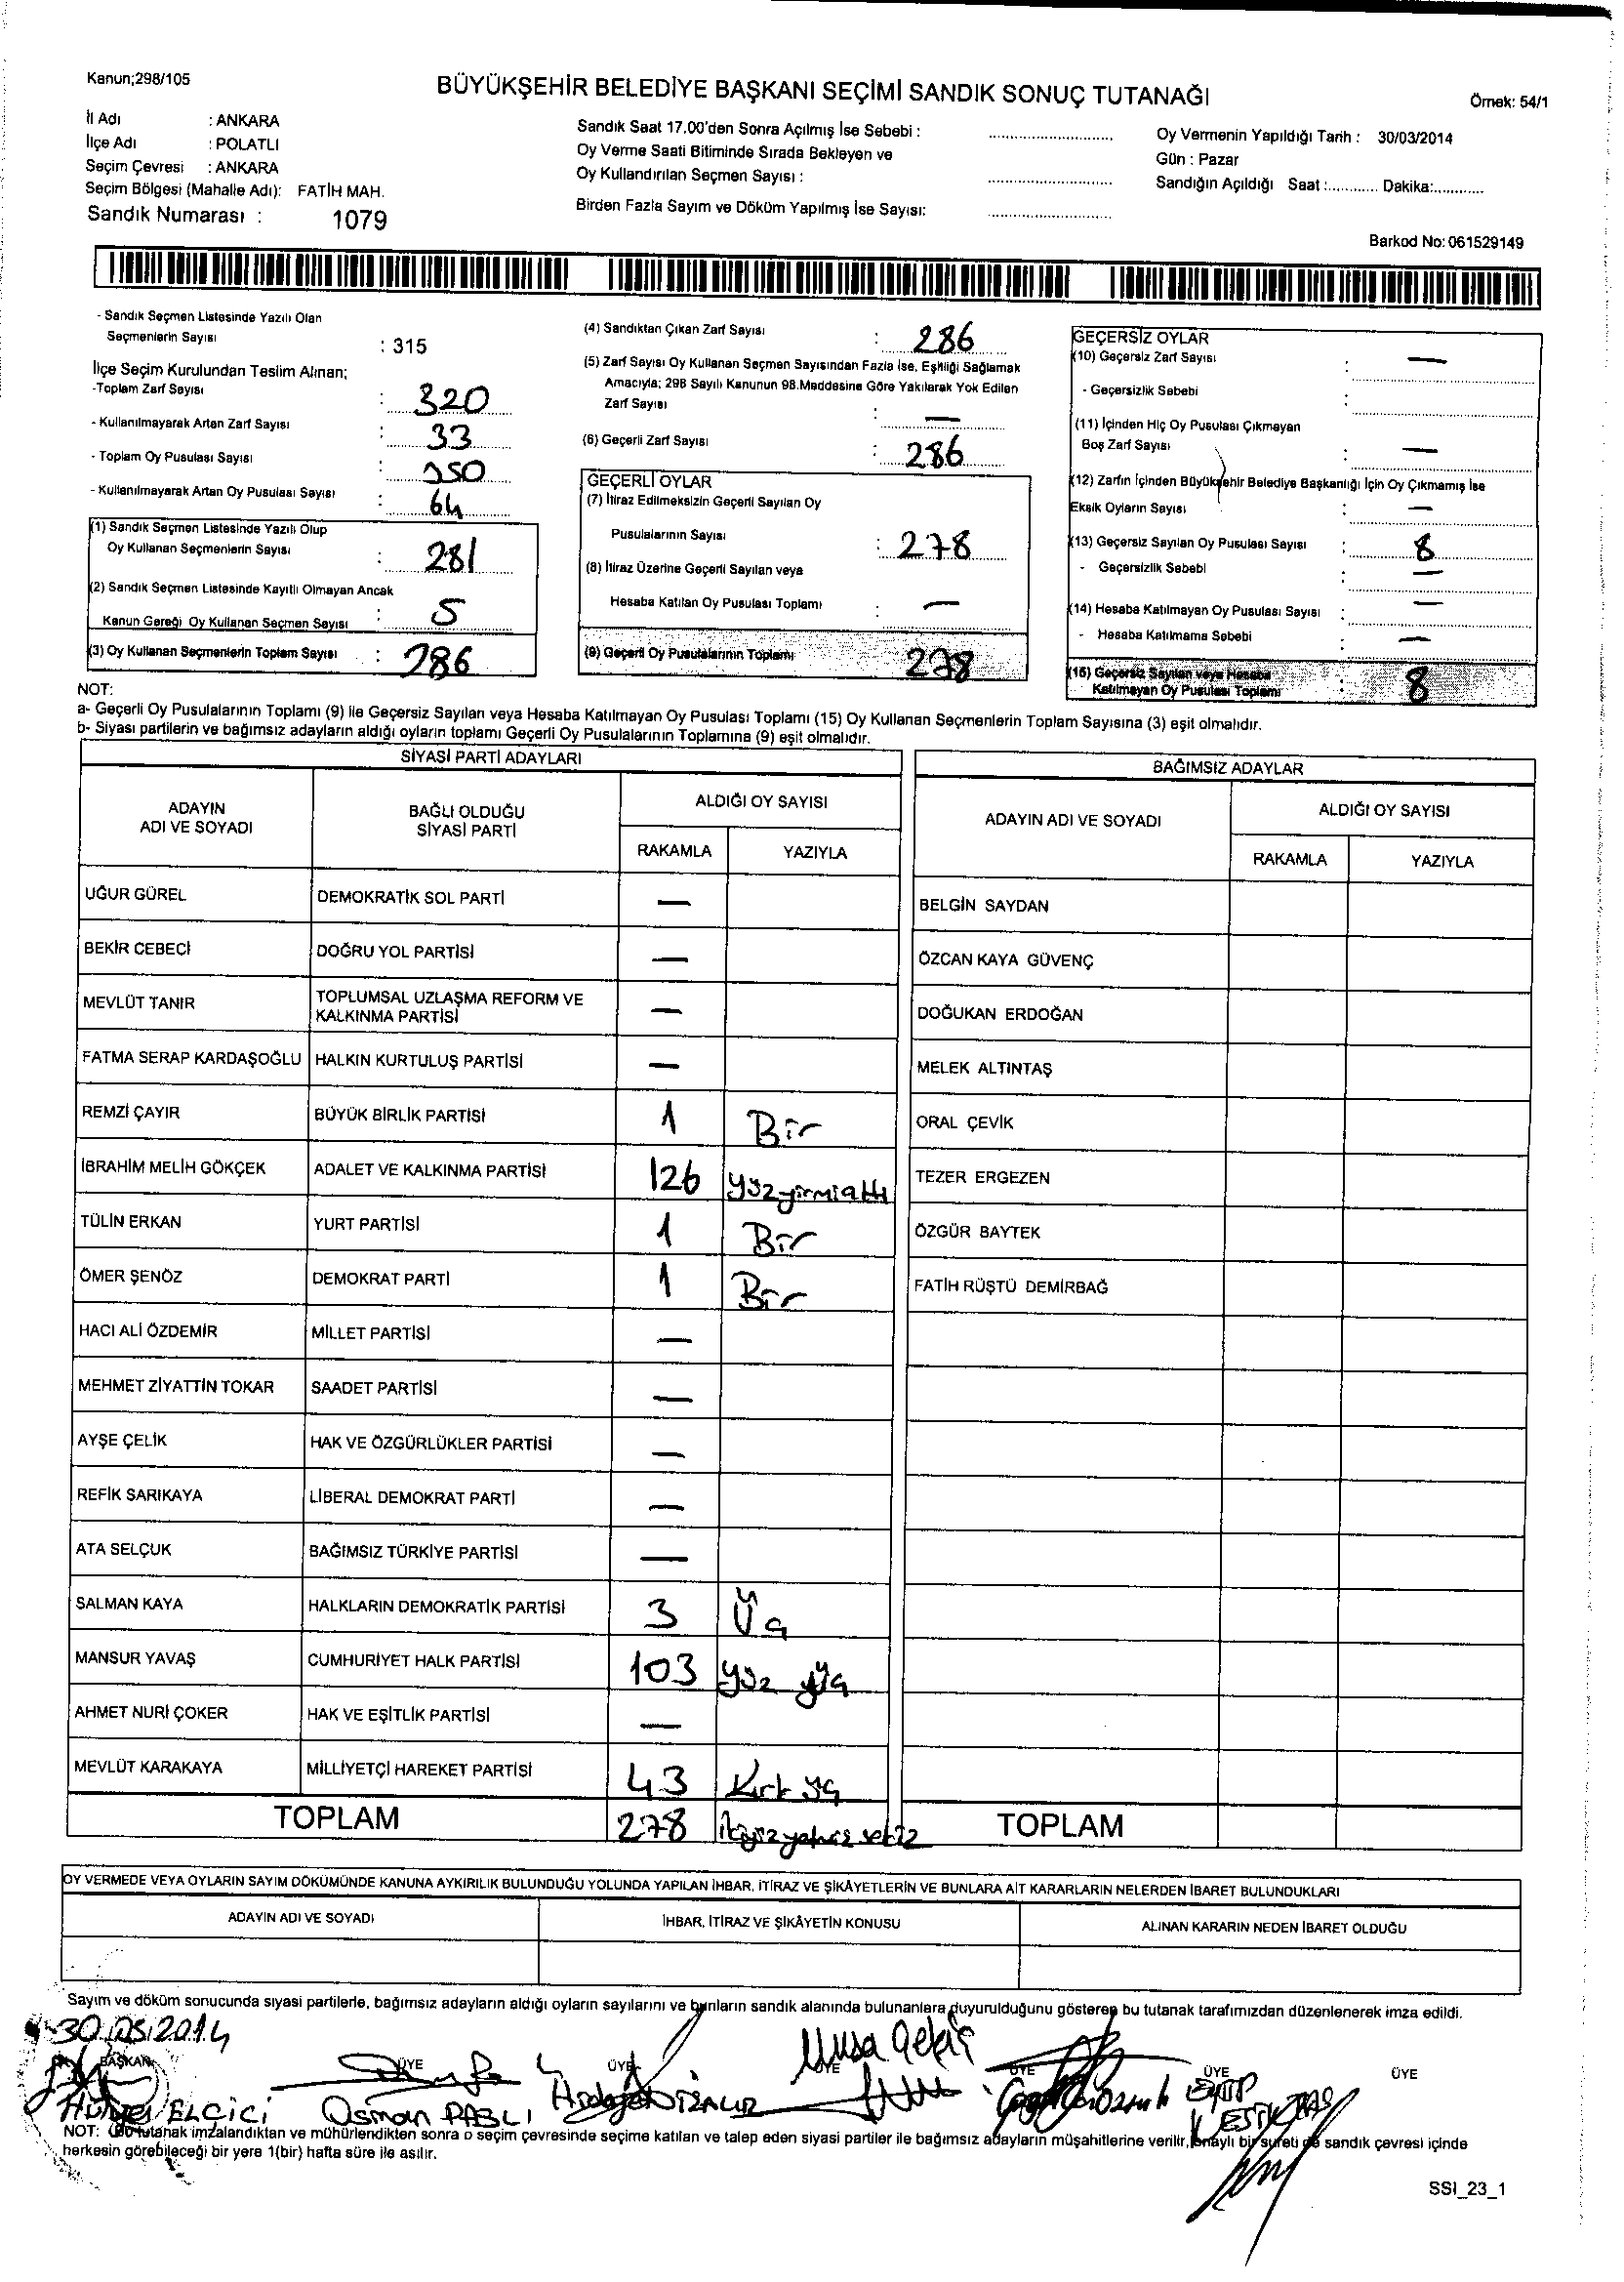 Kanun;298/105
BÜYÜKŞEHİR BELEDİYE BAŞKANI SEÇİMİ SANDIK SONUÇ TUTANAĞI
Örnek: 54/1
İl Adı : ANKARA
İlçe Adı : POLATLI
Seçim Çevresi : ANKARA
Seçim Bölgesi (Mahalle Adı): FATİH MAH.
Sandık Numarası : 1079
Sandık Saat 17.00'den Sonra Açılmış İse Sebebi :
Oy Verme Saati Bitiminde Sırada Bekleyen ve
Oy Kullandırılan Seçmen Sayısı :
Birden Fazla Sayım ve Döküm Yapılmış İse Sayısı:
Oy Vermenin Yapıldığı Tarih : 30/03/2014
Gün : Pazar
Sandığın Açıldığı Saat :............ Dakika:............
Barkod No: 061529149
- Sandık Seçmen Listesinde Yazılı Olan
Seçmenlerin Sayısı : 315
İlçe Seçim Kurulundan Teslim Alınan;
-Toplam Zarf Sayısı : 320
- Kullanılmayarak Artan Zarf Sayısı : 33
- Toplam Oy Pusulası Sayısı : 350
- Kullanılmayarak Artan Oy Pusulası Sayısı : 64
(1) Sandık Seçmen Listesinde Yazılı Olup
Oy Kullanan Seçmenlerin Sayısı : 281
(2) Sandık Seçmen Listesinde Kayıtlı Olmayan Ancak
Kanun Gereği Oy Kullanan Seçmen Sayısı : 5
(3) Oy Kullanan Seçmenlerin Toplam Sayısı : 286
(4) Sandıktan Çıkan Zarf Sayısı : 286
(5) Zarf Sayısı Oy Kullanan Seçmen Sayısından Fazla İse, Eşitliği Sağlamak
Amacıyla; 298 Sayılı Kanunun 98.Maddesine Göre Yakılarak Yok Edilen
Zarf Sayısı : —
(6) Geçerli Zarf Sayısı : 286
GEÇERLİ OYLAR
(7) İtiraz Edilmeksizin Geçerli Sayılan Oy
Pusulalarının Sayısı : 278
(8) İtiraz Üzerine Geçerli Sayılan veya
Hesaba Katılan Oy Pusulası Toplamı : —
(9) Geçerli Oy Pusulalarının Toplamı 278
GEÇERSİZ OYLAR
(10) Geçersiz Zarf Sayısı : —
- Geçersizlik Sebebi :
(11) İçinden Hiç Oy Pusulası Çıkmayan
Boş Zarf Sayısı : —
(12) Zarfın İçinden Büyükşehir Belediye Başkanlığı İçin Oy Çıkmamış İse
Eksik Oyların Sayısı : —
(13) Geçersiz Sayılan Oy Pusulası Sayısı : 8
- Geçersizlik Sebebi : —
(14) Hesaba Katılmayan Oy Pusulası Sayısı : —
- Hesaba Katılmama Sebebi : —
(15) Geçersiz Sayılan veya Hesaba
Katılmayan Oy Pusulası Toplamı : 8
NOT:
a- Geçerli Oy Pusulalarının Toplamı (9) ile Geçersiz Sayılan veya Hesaba Katılmayan Oy Pusulası Toplamı (15) Oy Kullanan Seçmenlerin Toplam Sayısına (3) eşit olmalıdır.
b- Siyasi partilerin ve bağımsız adayların aldığı oyların toplamı Geçerli Oy Pusulalarının Toplamına (9) eşit olmalıdır.
SİYASİ PARTİ ADAYLARI
ADAYIN ADI VE SOYADI | BAĞLI OLDUĞU SİYASİ PARTİ | ALDIĞI OY SAYISI
RAKAMLA | YAZIYLA
UĞUR GÜREL DEMOKRATİK SOL PARTİ —
BEKİR CEBECİ DOĞRU YOL PARTİSİ —
MEVLÜT TANIR TOPLUMSAL UZLAŞMA REFORM VE
KALKINMA PARTİSİ —
FATMA SERAP KARDAŞOĞLU HALKIN KURTULUŞ PARTİSİ —
REMZİ ÇAYIR BÜYÜK BİRLİK PARTİSİ 1 Bir
İBRAHİM MELİH GÖKÇEK ADALET VE KALKINMA PARTİSİ 126 yüzyirmialtı
TÜLİN ERKAN YURT PARTİSİ 1 Bir
ÖMER ŞENÖZ DEMOKRAT PARTİ 1 Bir
HACI ALİ ÖZDEMİR MİLLET PARTİSİ —
MEHMET ZİYATTİN TOKAR SAADET PARTİSİ —
AYŞE ÇELİK HAK VE ÖZGÜRLÜKLER PARTİSİ —
REFİK SARIKAYA LİBERAL DEMOKRAT PARTİ —
ATA SELÇUK BAĞIMSIZ TÜRKİYE PARTİSİ —
SALMAN KAYA HALKLARIN DEMOKRATİK PARTİSİ 3 Üç
MANSUR YAVAŞ CUMHURİYET HALK PARTİSİ 103 yüz üç
AHMET NURİ ÇOKER HAK VE EŞİTLİK PARTİSİ —
MEVLÜT KARAKAYA MİLLİYETÇİ HAREKET PARTİSİ 43 Kırk üç
TOPLAM 278 ikiyüzyetmiş sekiz
BAĞIMSIZ ADAYLAR
ADAYIN ADI VE SOYADI | ALDIĞI OY SAYISI
RAKAMLA | YAZIYLA
BELGİN SAYDAN
ÖZCAN KAYA GÜVENÇ
DOĞUKAN ERDOĞAN
MELEK ALTINTAŞ
ORAL ÇEVİK
TEZER ERGEZEN
ÖZGÜR BAYTEK
FATİH RÜŞTÜ DEMİRBAĞ
TOPLAM
OY VERMEDE VEYA OYLARIN SAYIM DÖKÜMÜNDE KANUNA AYKIRILIK BULUNDUĞU YOLUNDA YAPILAN İHBAR, İTİRAZ VE ŞİKÂYETLERİN VE BUNLARA AİT KARARLARIN NELERDEN İBARET BULUNDUKLARI
ADAYIN ADI VE SOYADI | İHBAR, İTİRAZ VE ŞİKÂYETİN KONUSU | ALINAN KARARIN NEDEN İBARET OLDUĞU
Sayım ve döküm sonucunda siyasi partilerle, bağımsız adayların aldığı oyların sayılarını ve bunların sandık alanında bulunanlara duyurulduğunu gösteren bu tutanak tarafımızdan düzenlenerek imza edildi.
Musa
BAŞKAN ÜYE ÜYE ÜYE ÜYE ÜYE ÜYE
ELÇİCİ Osman
NOT: Bu tutanak imzalandıktan ve mühürlendikten sonra o seçim çevresinde seçime katılan ve talep eden siyasi partiler ile bağımsız adayların müşahitlerine verilir, onaylı bir sureti de sandık çevresi içinde
herkesin görebileceği bir yere 1(bir) hafta süre ile asılır.
SSI_23_1